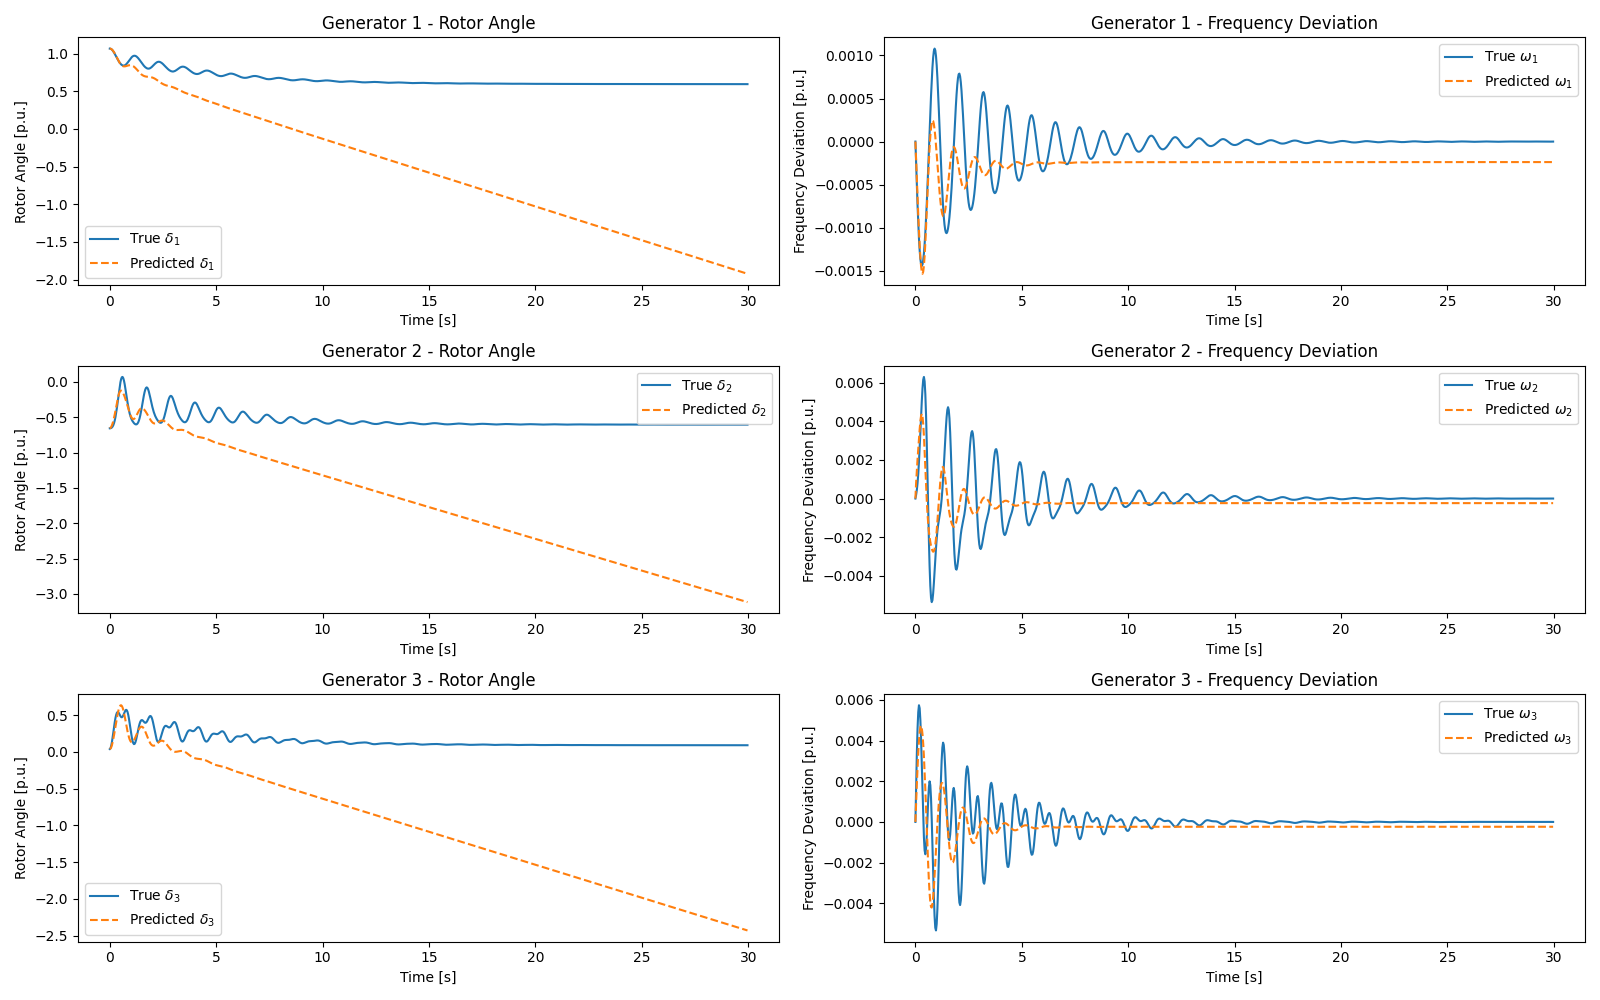 Generator 1 - Rotor Angle
Rotor Angle [p.u.]
1.0
0.5
0.0
−0.5
−1.0
−1.5
−2.0
True δ1
Predicted δ1
0 5 10 15 20 25 30
Time [s]
Generator 1 - Frequency Deviation
Frequency Deviation [p.u.]
0.0010
0.0005
0.0000
−0.0005
−0.0010
−0.0015
True ω1
Predicted ω1
0 5 10 15 20 25 30
Time [s]
Generator 2 - Rotor Angle
Rotor Angle [p.u.]
0.0
−0.5
−1.0
−1.5
−2.0
−2.5
−3.0
True δ2
Predicted δ2
0 5 10 15 20 25 30
Time [s]
Generator 2 - Frequency Deviation
Frequency Deviation [p.u.]
0.006
0.004
0.002
0.000
−0.002
−0.004
True ω2
Predicted ω2
0 5 10 15 20 25 30
Time [s]
Generator 3 - Rotor Angle
Rotor Angle [p.u.]
0.5
0.0
−0.5
−1.0
−1.5
−2.0
−2.5
True δ3
Predicted δ3
0 5 10 15 20 25 30
Time [s]
Generator 3 - Frequency Deviation
Frequency Deviation [p.u.]
0.006
0.004
0.002
0.000
−0.002
−0.004
True ω3
Predicted ω3
0 5 10 15 20 25 30
Time [s]